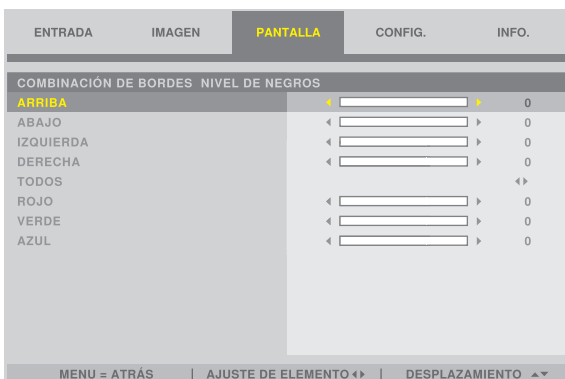 ENTRADA IMAGEN PANTALLA CONFIG. INFO.
COMBINACIÓN DE BORDES NIVEL DE NEGROS
ARRIBA 0
ABAJO 0
IZQUIERDA 0
DERECHA 0
TODOS
ROJO 0
VERDE 0
AZUL 0
MENU = ATRÁS | AJUSTE DE ELEMENTO | DESPLAZAMIENTO